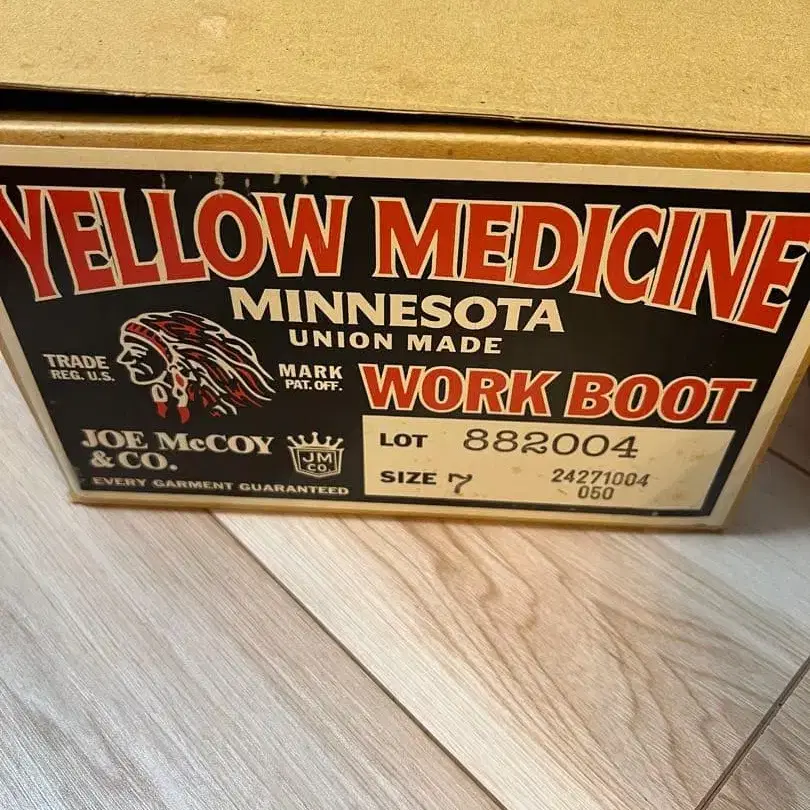 YELLOW MEDICINE
MINNESOTA
UNION MADE
TRADE
REG. U.S.
MARK
PAT. OFF.
WORK BOOT
JOE McCOY
& CO.
JM
CO.
EVERY GARMENT GUARANTEED
LOT 882004
SIZE 7
24271004
050